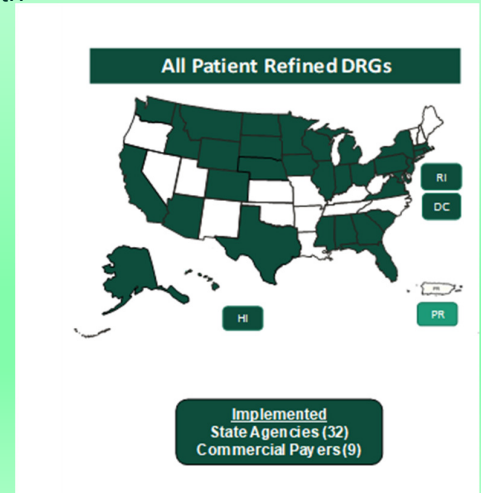 All Patient Refined DRGs
RI
DC
PR
HI
PR
Implemented
State Agencies (32)
Commercial Payers (9)